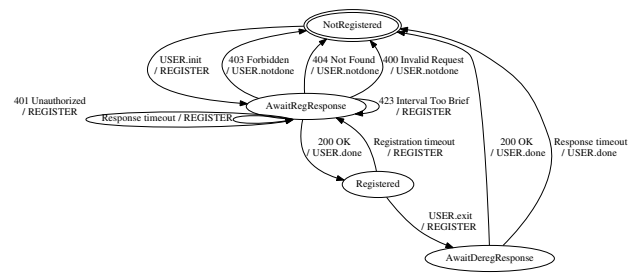 NotRegistered
USER.init
/ REGISTER
403 Forbidden
/ USER.notdone
404 Not Found
/ USER.notdone
400 Invalid Request
/ USER.notdone
AwaitRegResponse
401 Unauthorized
/ REGISTER
Response timeout / REGISTER
423 Interval Too Brief
/ REGISTER
200 OK
/ USER.done
Registration timeout
/ REGISTER
200 OK
/ USER.done
Response timeout
/ USER.done
Registered
USER.exit
/ REGISTER
AwaitDeregResponse